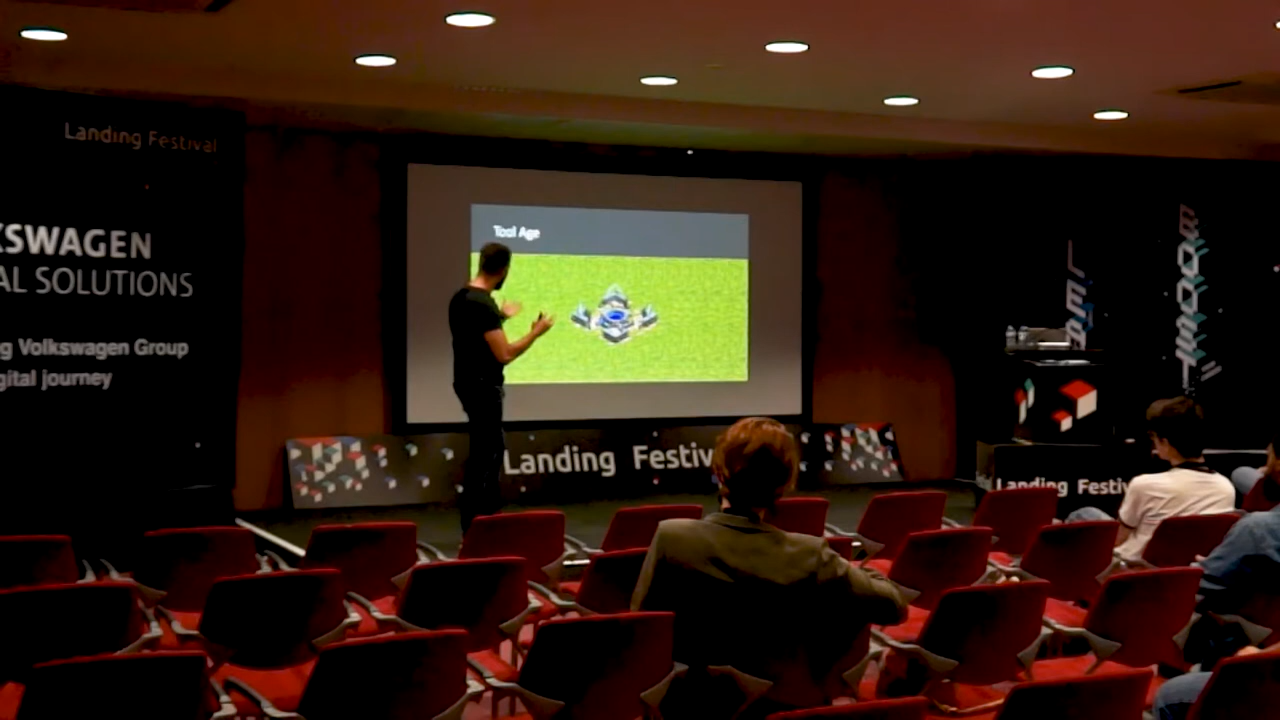 Landing Festival
KSWAGEN
AL SOLUTIONS
g Volkswagen Group
gital journey
Tool Age
Landing Festiv
Landing Festiv